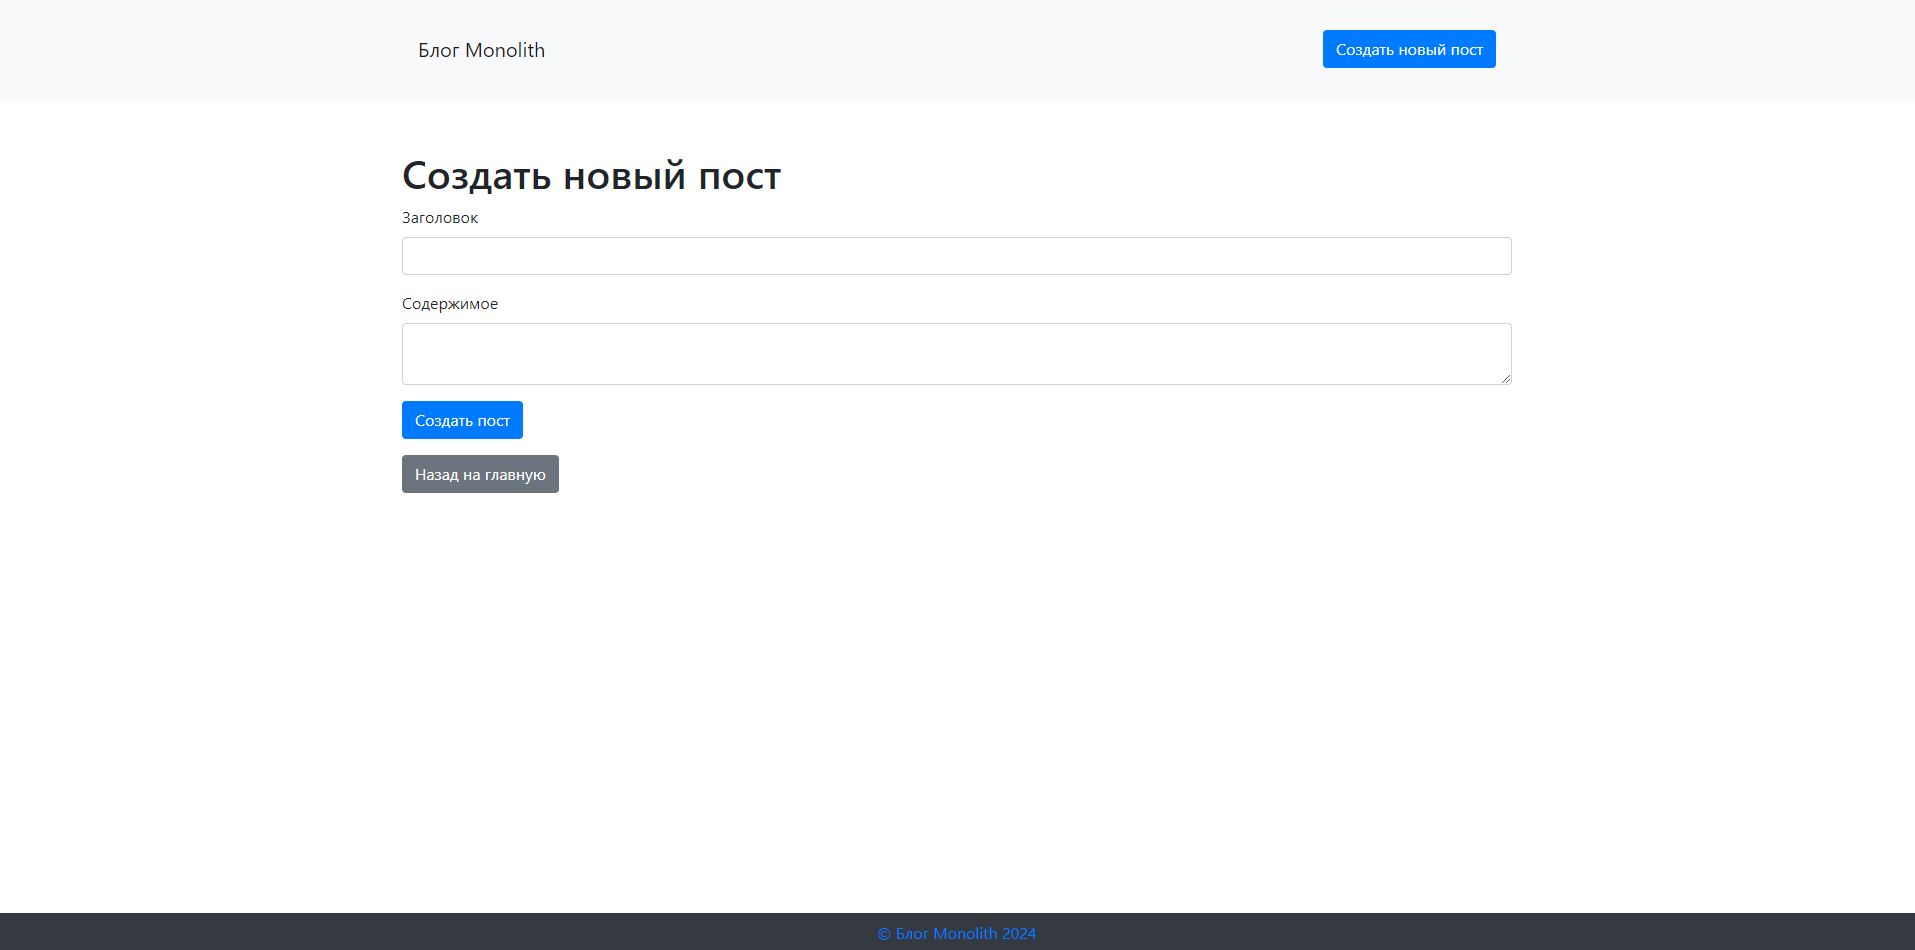 Блог Monolith
Создать новый пост
Создать новый пост
Заголовок
Содержимое
Создать пост
Назад на главную
© Блог Monolith 2024